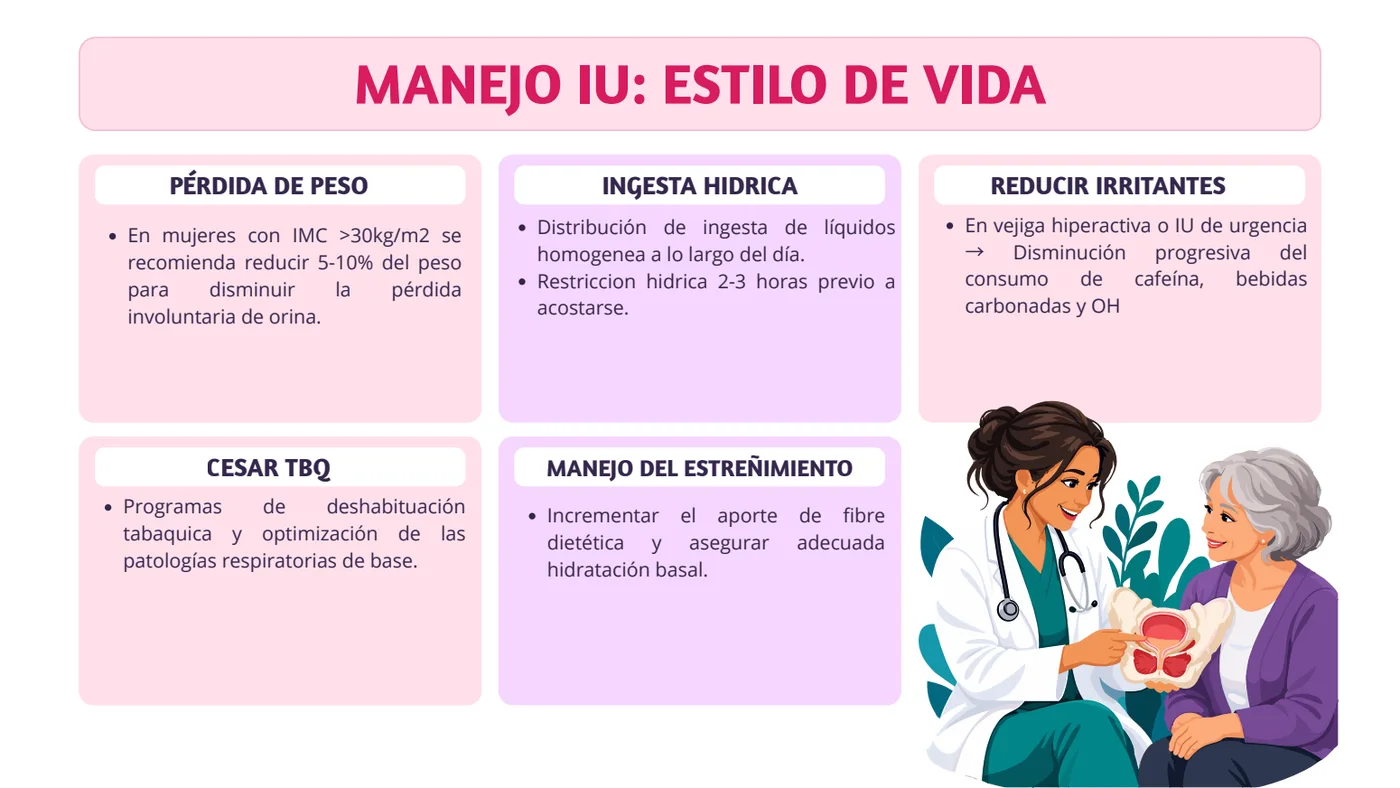 MANEJO IU: ESTILO DE VIDA
PÉRDIDA DE PESO
• En mujeres con IMC >30kg/m2 se
recomienda reducir 5-10% del peso
para disminuir la pérdida
involuntaria de orina.
INGESTA HIDRICA
• Distribución de ingesta de líquidos
homogenea a lo largo del día.
• Restriccion hidrica 2-3 horas previo a
acostarse.
REDUCIR IRRITANTES
• En vejiga hiperactiva o IU de urgencia
→ Disminución progresiva del
consumo de cafeína, bebidas
carbonadas y OH
CESAR TBQ
• Programas de deshabituación
tabaquica y optimización de las
patologías respiratorias de base.
MANEJO DEL ESTREÑIMIENTO
• Incrementar el aporte de fibre
dietética y asegurar adecuada
hidratación basal.